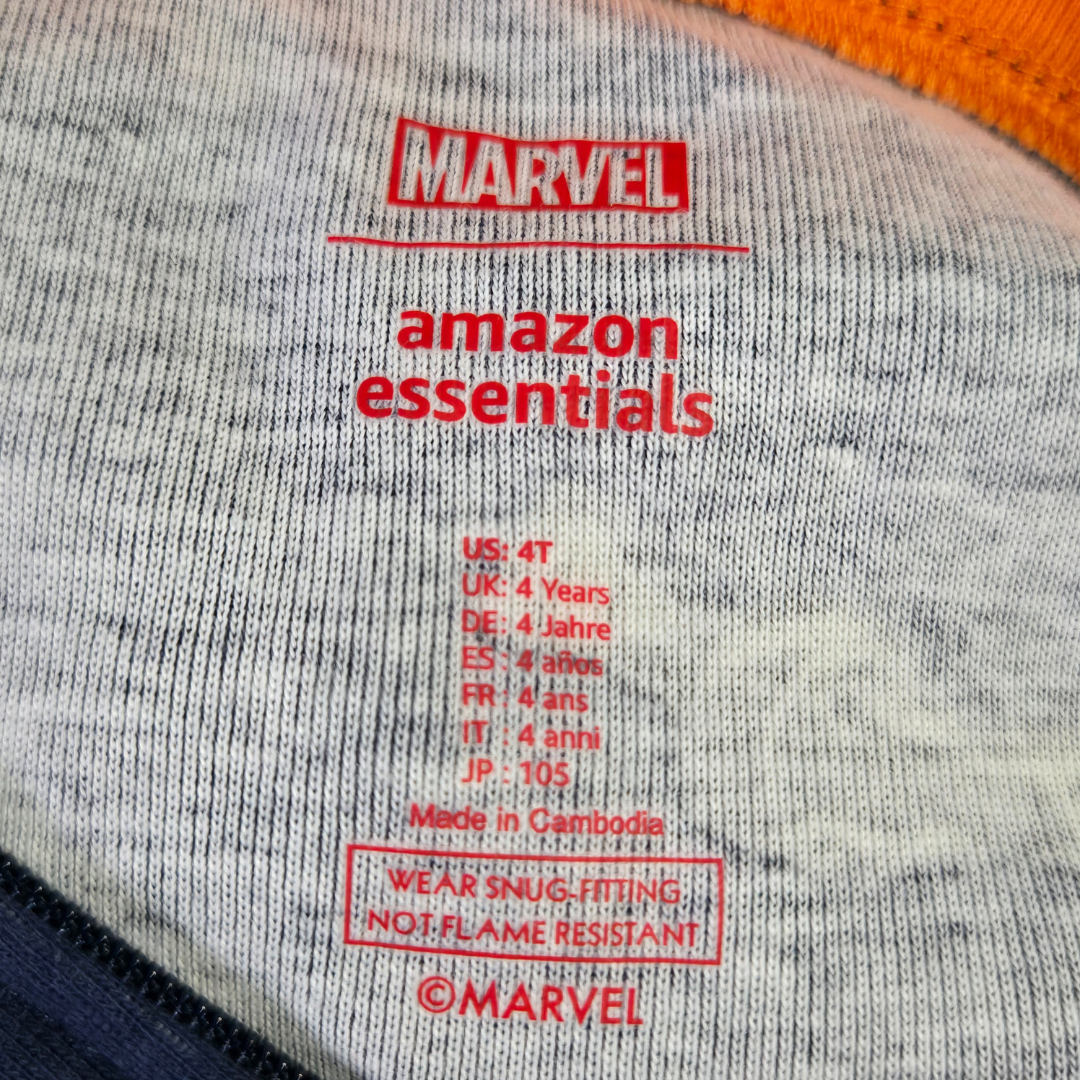 MARVEL
amazon
essentials
US: 4T
UK: 4 Years
DE: 4 Jahre
ES : 4 años
FR : 4 ans
IT : 4 anni
JP : 105
Made in Cambodia
WEAR SNUG-FITTING
NOT FLAME RESISTANT
©MARVEL